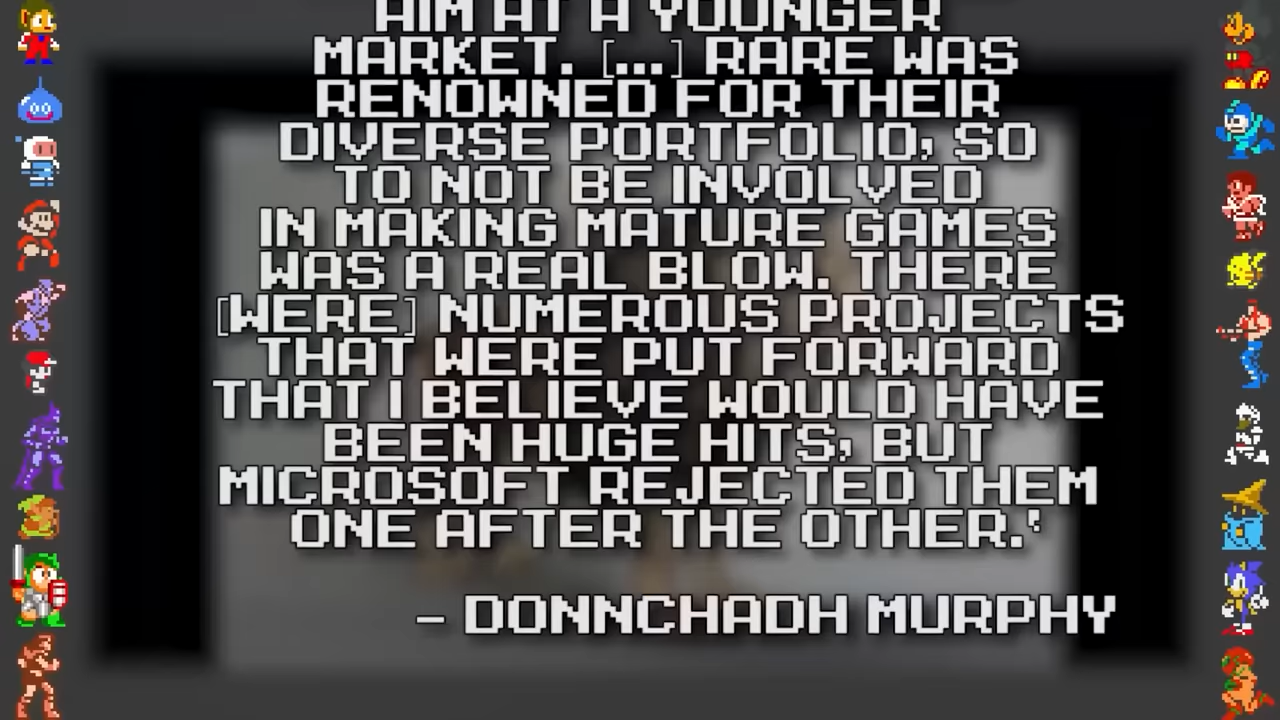 AIM AT A YOUNGER
MARKET. [...] RARE WAS
RENOWNED FOR THEIR
DIVERSE PORTFOLIO, SO
TO NOT BE INVOLVED
IN MAKING MATURE GAMES
WAS A REAL BLOW. THERE
[WERE] NUMEROUS PROJECTS
THAT WERE PUT FORWARD
THAT I BELIEVE WOULD HAVE
BEEN HUGE HITS, BUT
MICROSOFT REJECTED THEM
ONE AFTER THE OTHER.'
- DONNCHADH MURPHY